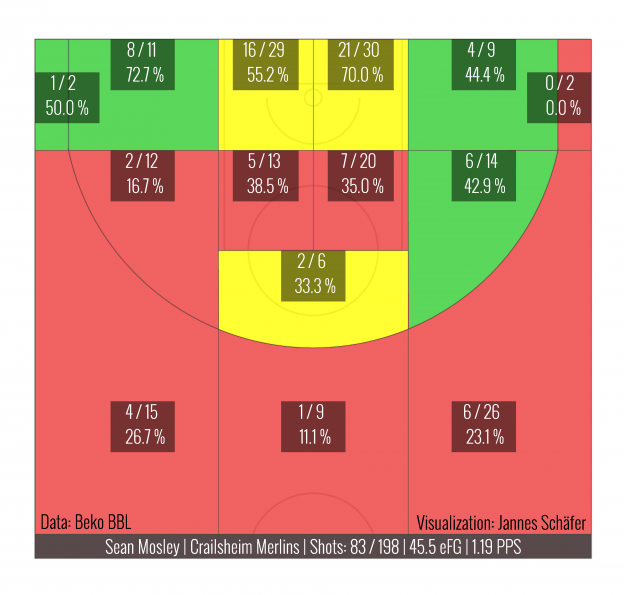 8 / 11
72.7 %
16 / 29
55.2 %
21 / 30
70.0 %
4 / 9
44.4 %
1 / 2
50.0 %
0 / 2
0.0 %
2 / 12
16.7 %
5 / 13
38.5 %
7 / 20
35.0 %
6 / 14
42.9 %
2 / 6
33.3 %
4 / 15
26.7 %
1 / 9
11.1 %
6 / 26
23.1 %
Data: Beko BBL
Visualization: Jannes Schäfer
Sean Mosley | Crailsheim Merlins | Shots: 83 / 198 | 45.5 eFG | 1.19 PPS